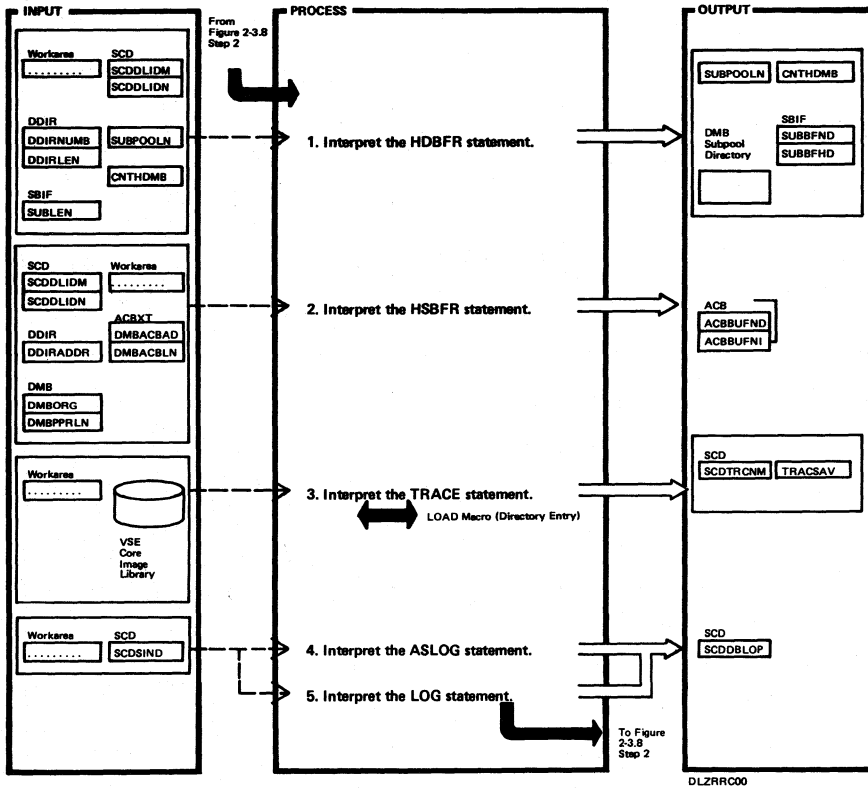 INPUT
Workarea
.........
SCD
SCDDLIDM
SCDDLIDN
DDIR
DDIRNUMB
DDIRLEN
SUBPOOLN
CNTHDMB
SBIF
SUBLEN
SCD
SCDDLIDM
SCDDLIDN
Workarea
.........
DDIR
DDIRADDR
ACBXT
DMBACBAD
DMBACBLN
DMB
DMBORG
DMBPPRLN
Workarea
.........
VSE
Core
Image
Library
Workarea
.........
SCD
SCDSIND
From
Figure 2-3.8
Step 2
PROCESS
1. Interpret the HDBFR statement.
2. Interpret the HSBFR statement.
3. Interpret the TRACE statement.
LOAD Macro (Directory Entry)
4. Interpret the ASLOG statement.
5. Interpret the LOG statement.
To Figure
2-3.8
Step 2
OUTPUT
SUBPOOLN
CNTHDMB
DMB
Subpool
Directory
SBIF
SUBBFND
SUBBFHD
ACB
ACBBUFND
ACBBUFNI
SCD
SCDTRCNM
TRACSAV
SCD
SCDDBLOP
DLZRRC00